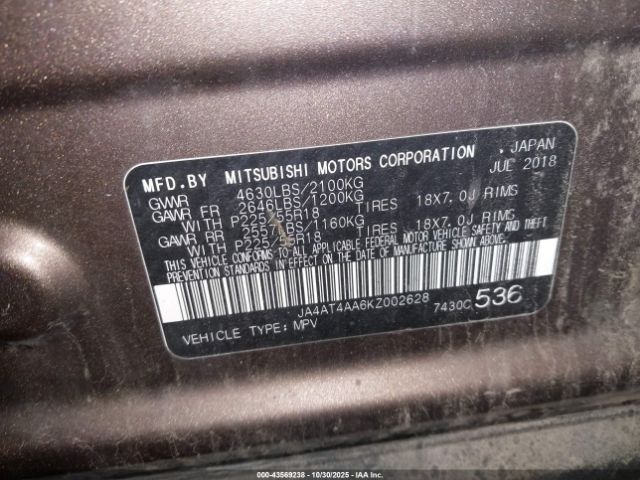 MFD.BY MITSUBISHI MOTORS CORPORATION , JAPAN
GVWR 4630LBS/2100KG JUL 2018
GAWR FR 2646LBS/1200KG
WITH P225/55R18 TIRES 18X7.0J RIMS
GAWR RR 2557LBS/1160KG
WITH P225/55R18 TIRES 18X7.0J RIMS
THIS VEHICLE CONFORMS TO ALL APPLICABLE FEDERAL MOTOR VEHICLE SAFETY
AND THEFT PREVENTION STANDARDS IN EFFECT ON THE DATE OF MANUFACTURE SHOWN ABOVE.
JA4AT4AA6KZ002628 7430C 536
VEHICLE TYPE: MPV
000-43569238 - 10/30/2025 - IAAI.COM